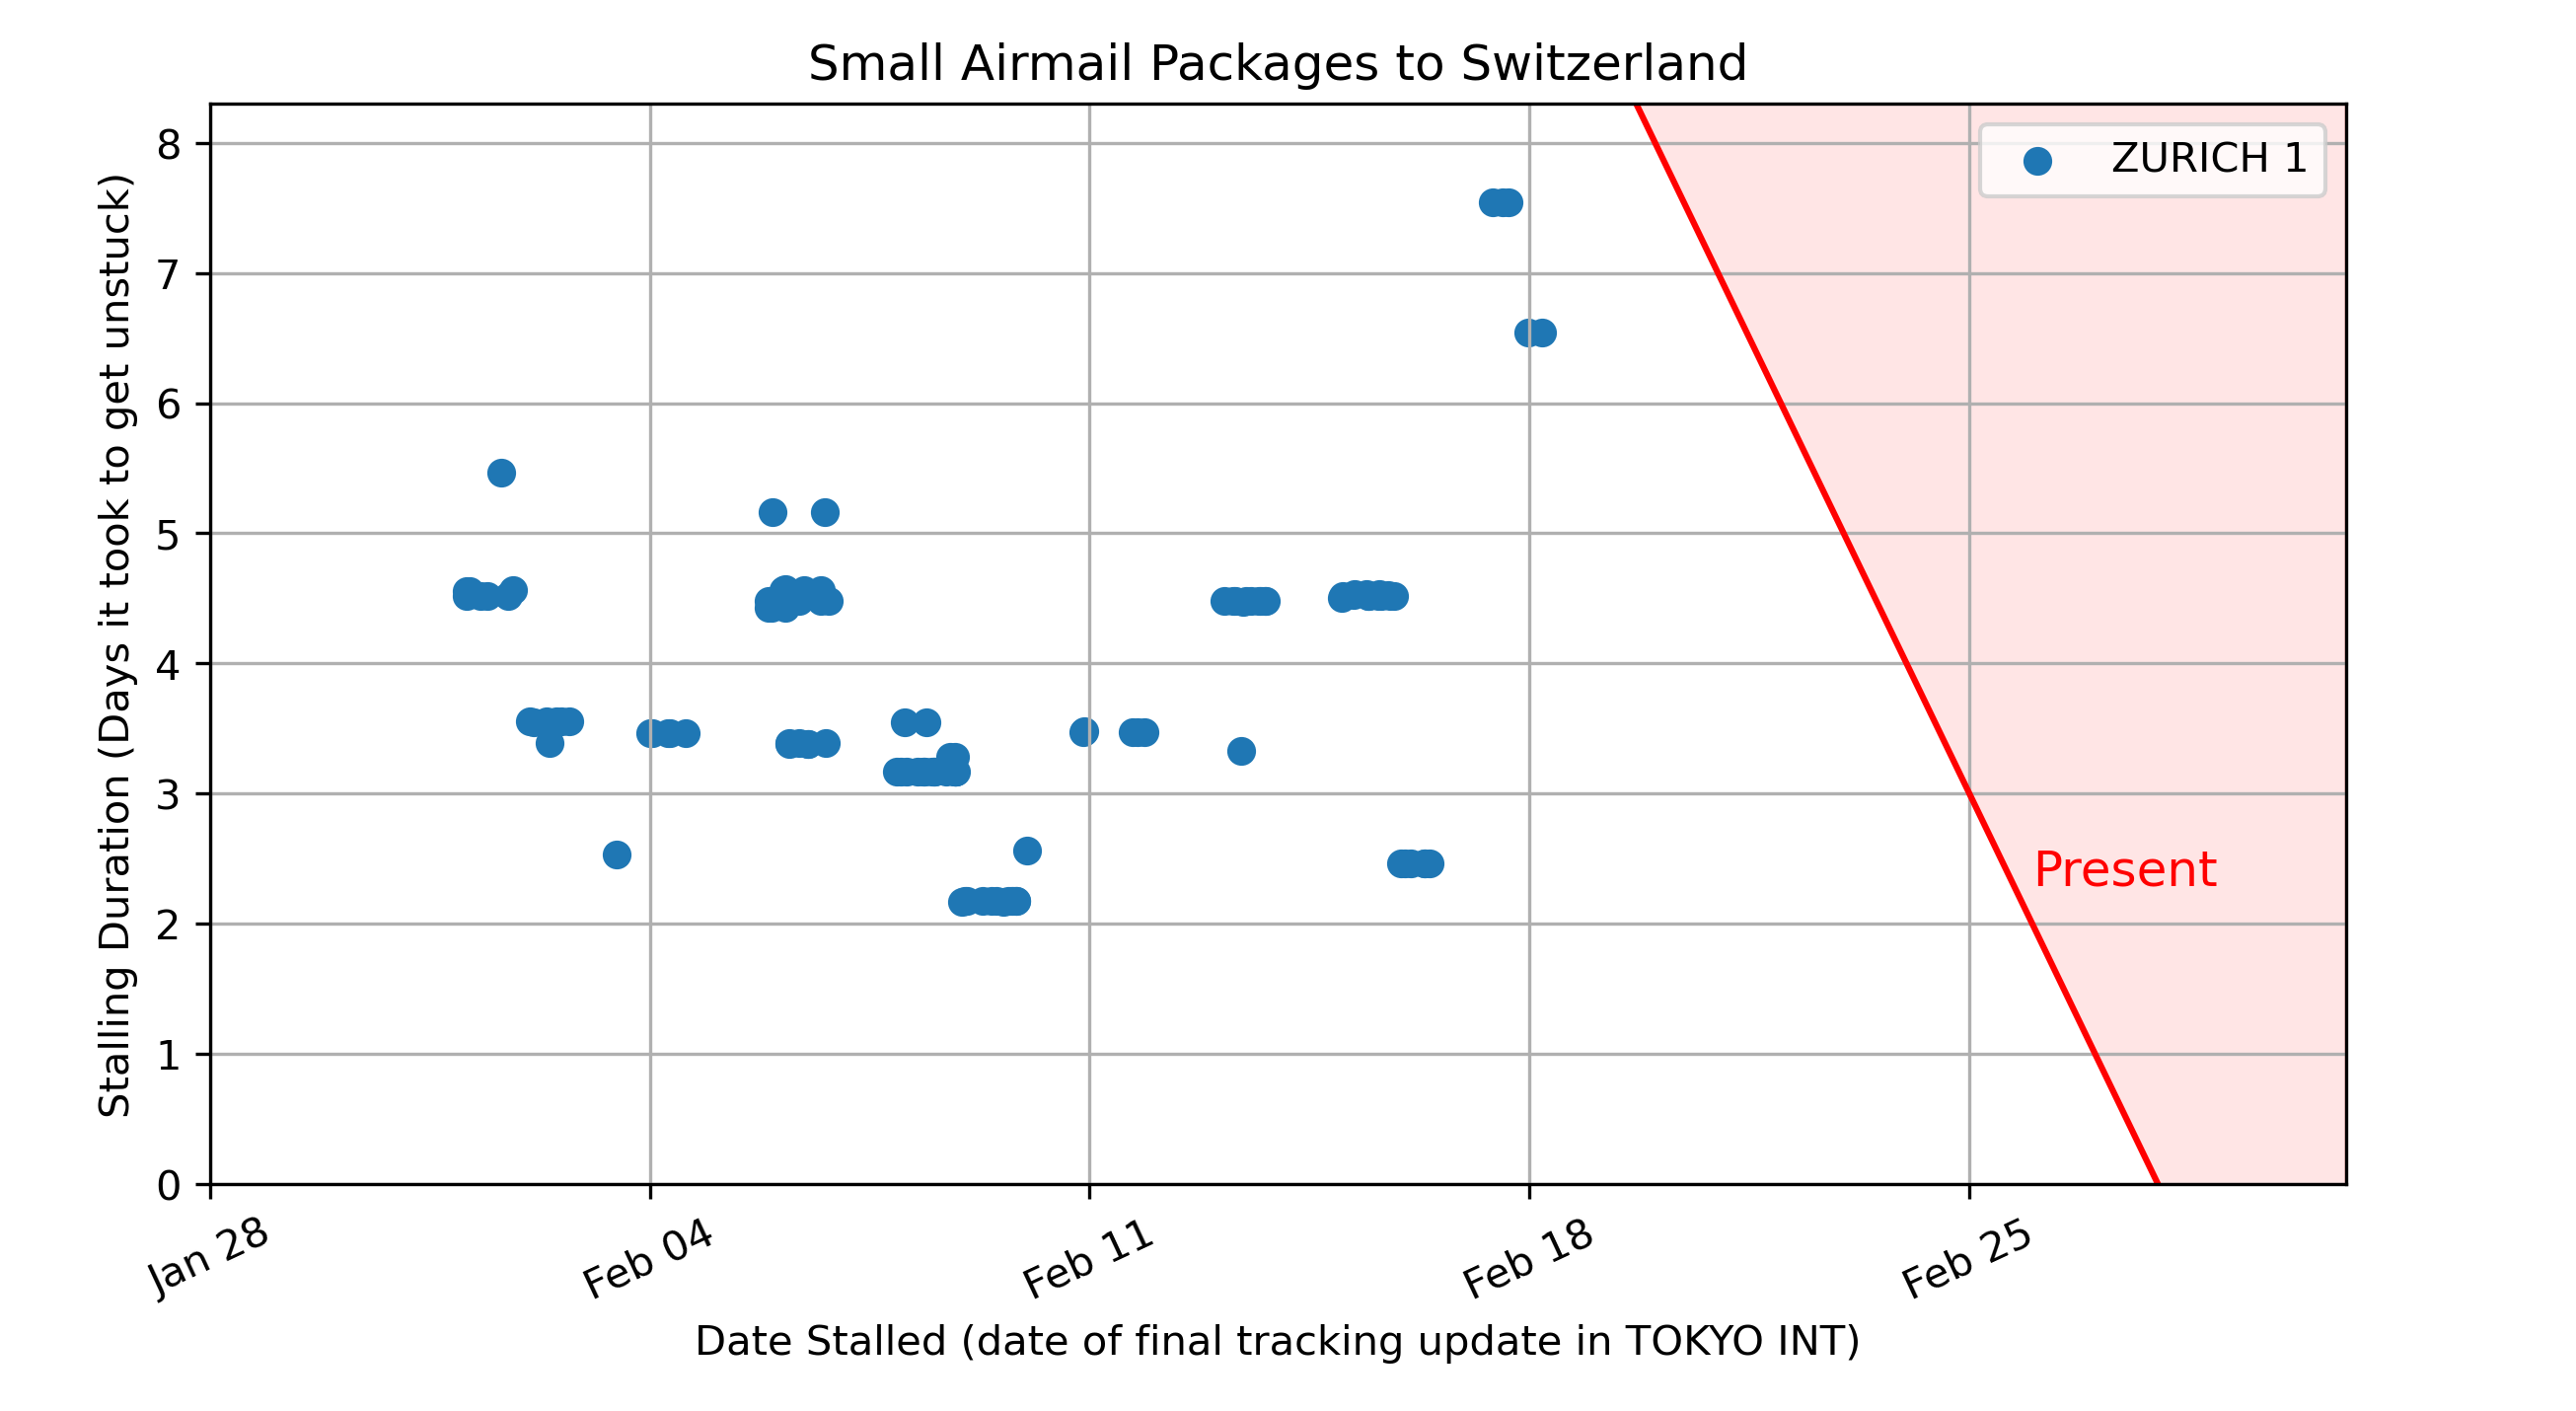 Small Airmail Packages to Switzerland
Stalling Duration (Days it took to get unstuck)
8
7
6
5
4
3
2
1
0
ZURICH 1
Present
Jan 28
Feb 04
Feb 11
Feb 18
Feb 25
Date Stalled (date of final tracking update in TOKYO INT)